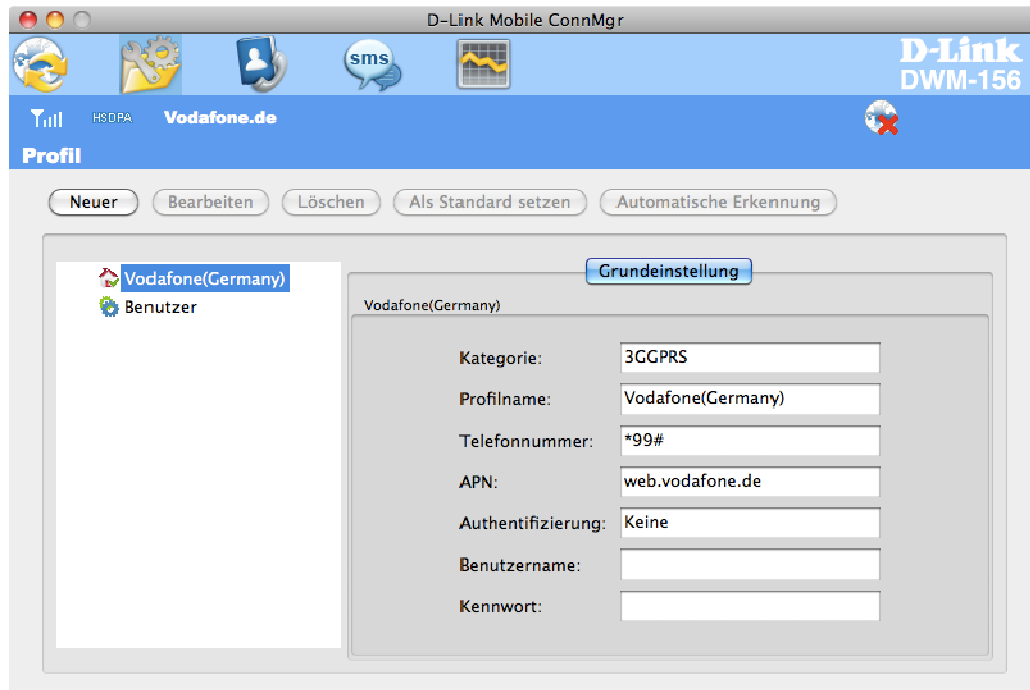 D-Link Mobile ConnMgr
sms
D-Link
DWM-156
HSDPA Vodafone.de
Profil
Neuer Bearbeiten Löschen Als Standard setzen Automatische Erkennung
Vodafone(Germany)
Benutzer
Grundeinstellung
Vodafone(Germany)
Kategorie: 3GGPRS
Profilname: Vodafone(Germany)
Telefonnummer: *99#
APN: web.vodafone.de
Authentifizierung: Keine
Benutzername:
Kennwort: